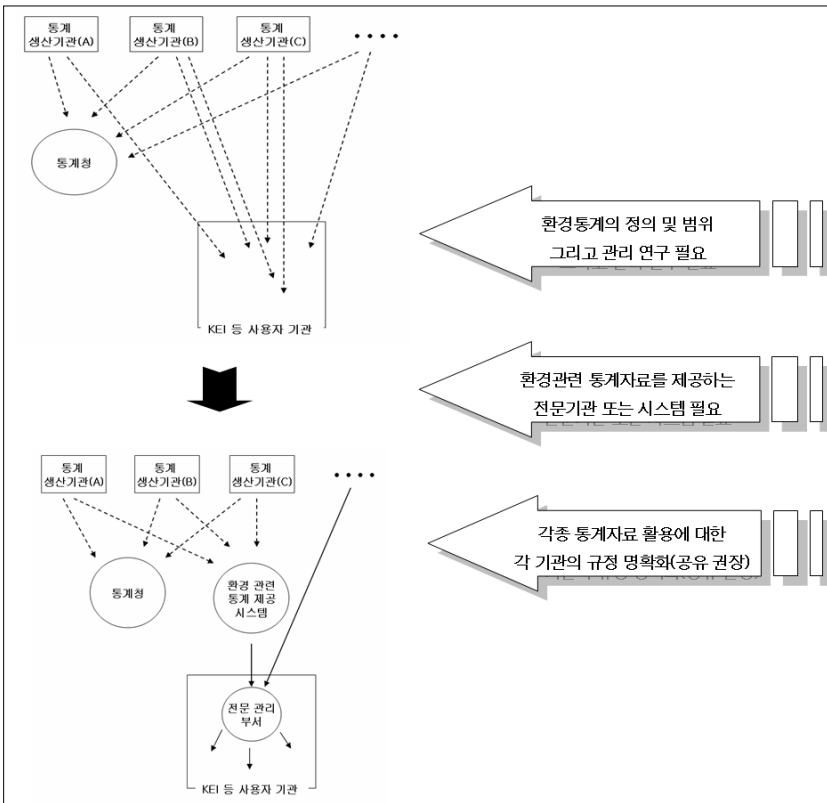 통계
생산기관(A)
통계
생산기관(B)
통계
생산기관(C)
• • • •
통계청
KEI 등 사용자 기관
환경통계의 정의 및 범위
그리고 관리 연구 필요
환경관련 통계자료를 제공하는
전문기관 또는 시스템 필요
통계
생산기관(A)
통계
생산기관(B)
통계
생산기관(C)
• • • •
통계청
환경 관련
통계 제공
시스템
전문 관리
부서
KEI 등 사용자 기관
각종 통계자료 활용에 대한
각 기관의 규정 명확화(공유 권장)